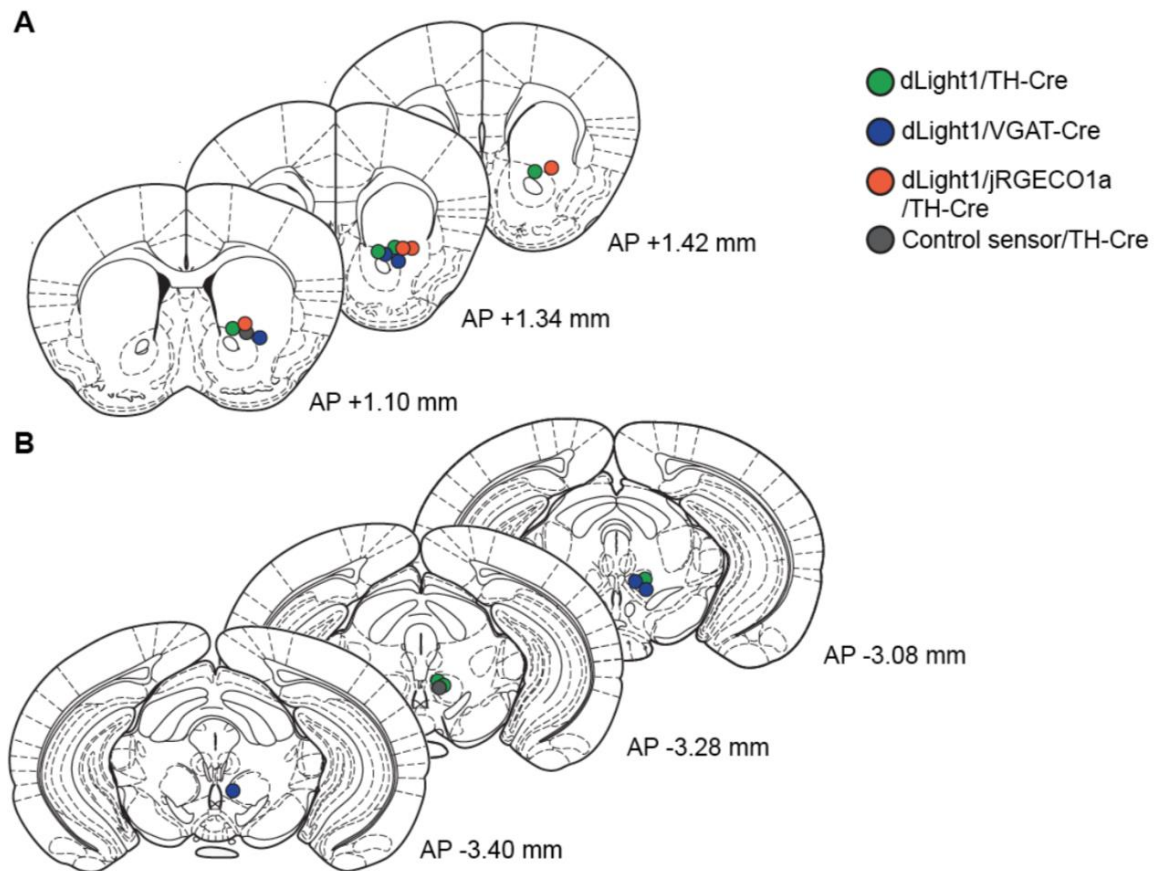 A
dLight1/TH-Cre
dLight1/VGAT-Cre
dLight1/jRGECO1a
/TH-Cre
Control sensor/TH-Cre
AP +1.42 mm
AP +1.34 mm
AP +1.10 mm
B
AP -3.08 mm
AP -3.28 mm
AP -3.40 mm